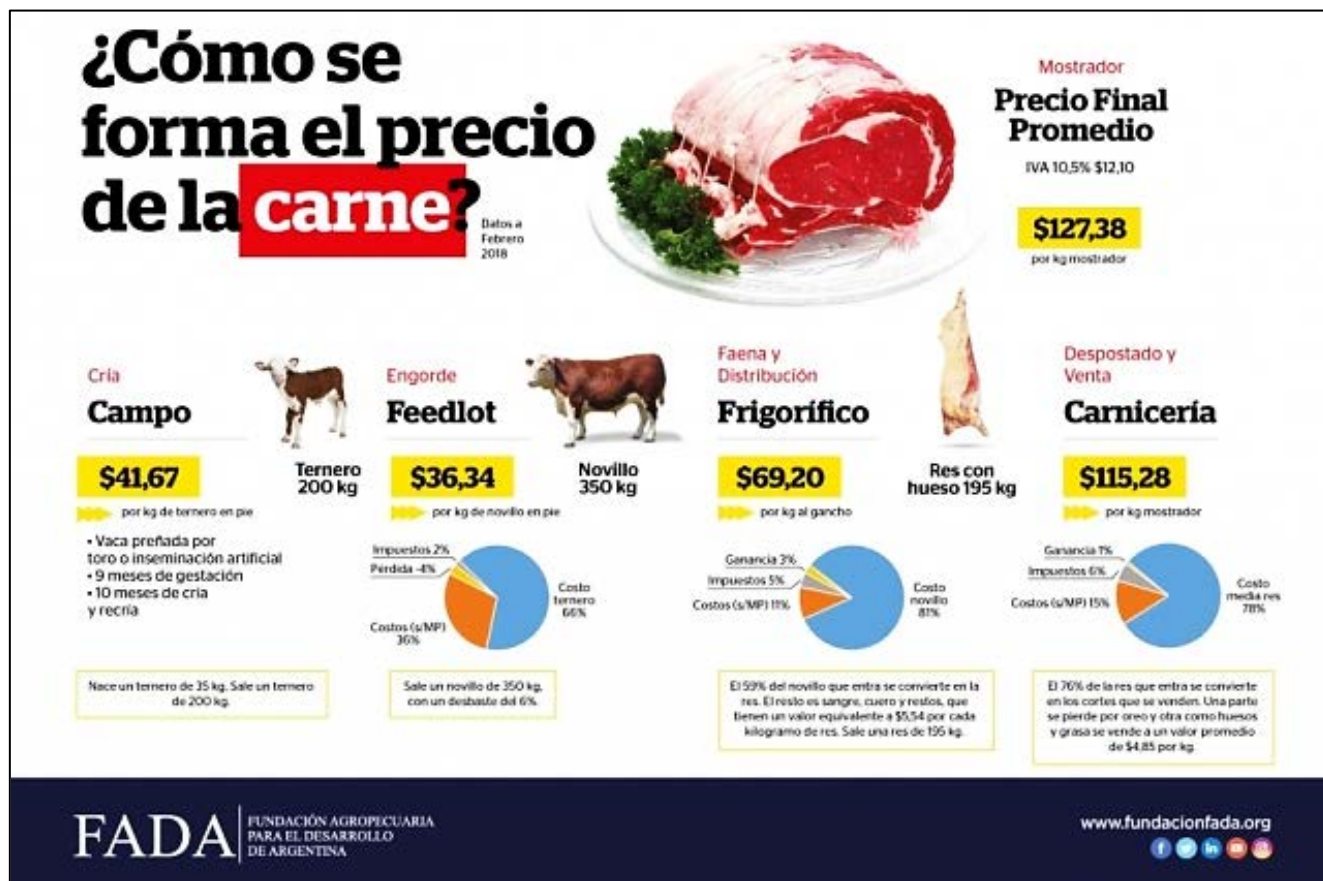 ¿Cómo se
forma el precio
de la carne?
Datos a
Febrero
2018
Mostrador
Precio Final
Promedio
IVA 10,5% $12,10
$127,38
por kg mostrador
Cría
Campo
Ternero
200 kg
$41,67
por kg de ternero en pie
• Vaca preñada por
toro o inseminación artificial
• 9 meses de gestación
• 10 meses de cría
y recría
Nace un ternero de 35 kg. Sale un ternero
de 200 kg.
Engorde
Feedlot
Novillo
350 kg
$36,34
por kg de novillo en pie
Impuestos 2%
Pérdida -4%
Costos (s/MP)
36%
Costo
ternero
66%
Sale un novillo de 350 kg,
con un desbaste del 6%.
Faena y
Distribución
Frigorífico
Res con
hueso 195 kg
$69,20
por kg al gancho
Ganancia 3%
Impuestos 5%
Costos (s/MP) 11%
Costo
novillo
81%
El 59% del novillo que entra se convierte en la
res. El resto es sangre, cuero y restos, que
tienen un valor equivalente a $5,54 por cada
kilogramo de res. Sale una res de 195 kg.
Despostado y
Venta
Carnicería
$115,28
por kg mostrador
Ganancia 1%
Impuestos 6%
Costos (s/MP) 15%
Costo
media res
78%
El 76% de la res que entra se convierte
en los cortes que se venden. Una parte
se pierde por oreo y otra como huesos
y grasa se vende a un valor promedio
de $4,85 por kg.
FADA
FUNDACIÓN AGROPECUARIA
PARA EL DESARROLLO
DE ARGENTINA
www.fundacionfada.org